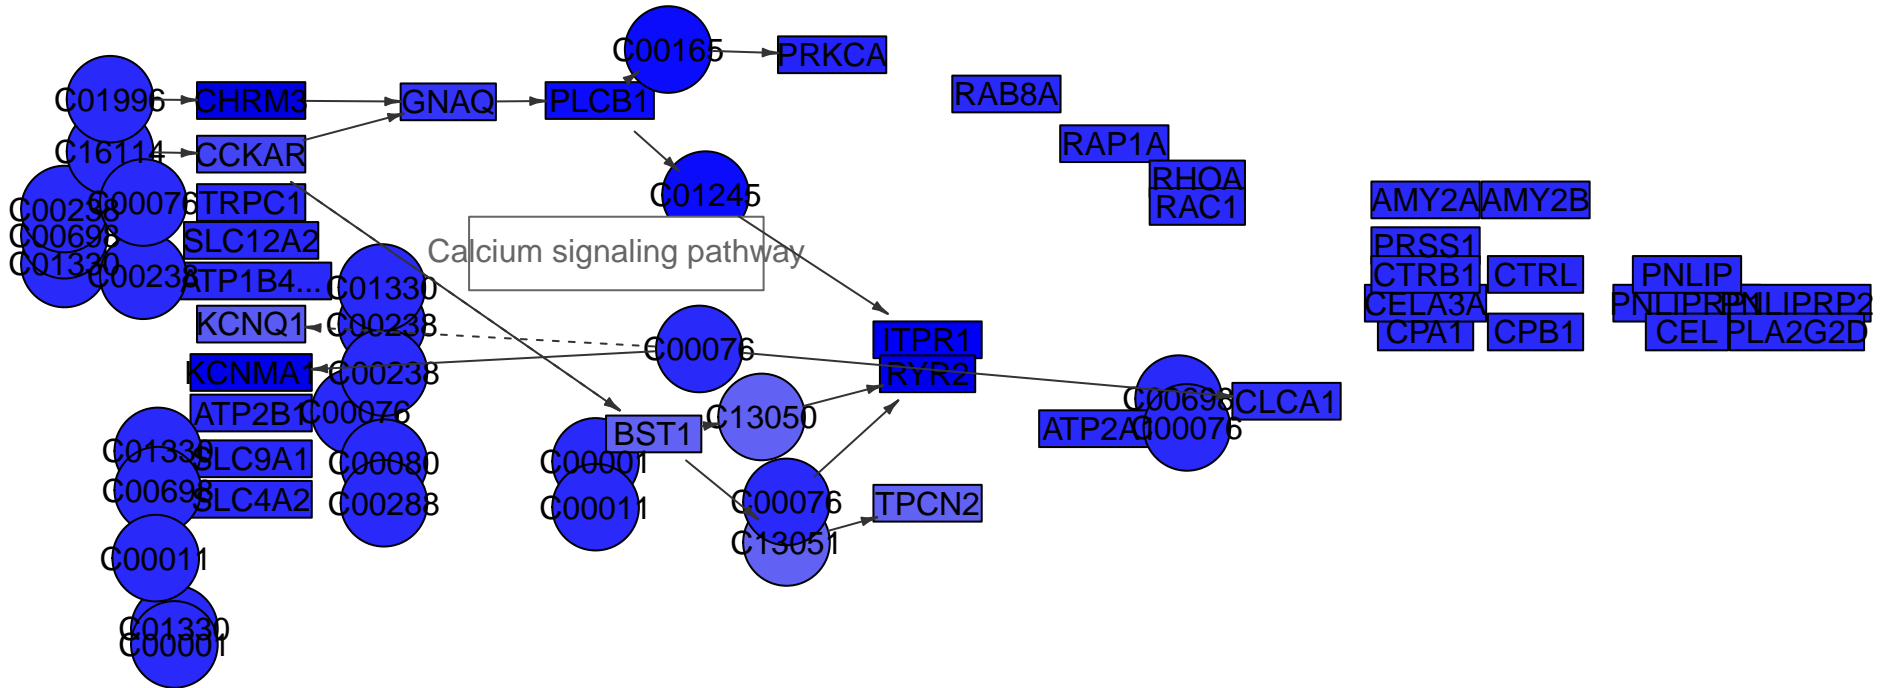 C00165
PRKCA
C01996
CHRM3
GNAQ
PLCB1
RAB8A
C16114
CCKAR
RAP1A
RHOA
RAC1
C00238
C00076
TRPC1
C01245
AMY2A
AMY2B
C00698
SLC12A2
Calcium signaling pathway
PRSS1
C01330
C00238
ATP1B4...
C01330
CTRB1
CTRL
PNLIP
CELA3A
PNLIPRP1
PNLIPRP2
KCNQ1
C00238
ITPR1
CPA1
CPB1
CEL
PLA2G2D
C00076
KCNMA1
C00238
RYR2
C00698
CLCA1
ATP2B1
C00076
C13050
ATP2A1
C00076
BST1
C01330
SLC9A1
C00080
C00001
C00698
SLC4A2
C00288
C00011
C00076
TPCN2
C13051
C00011
C01330
C00001